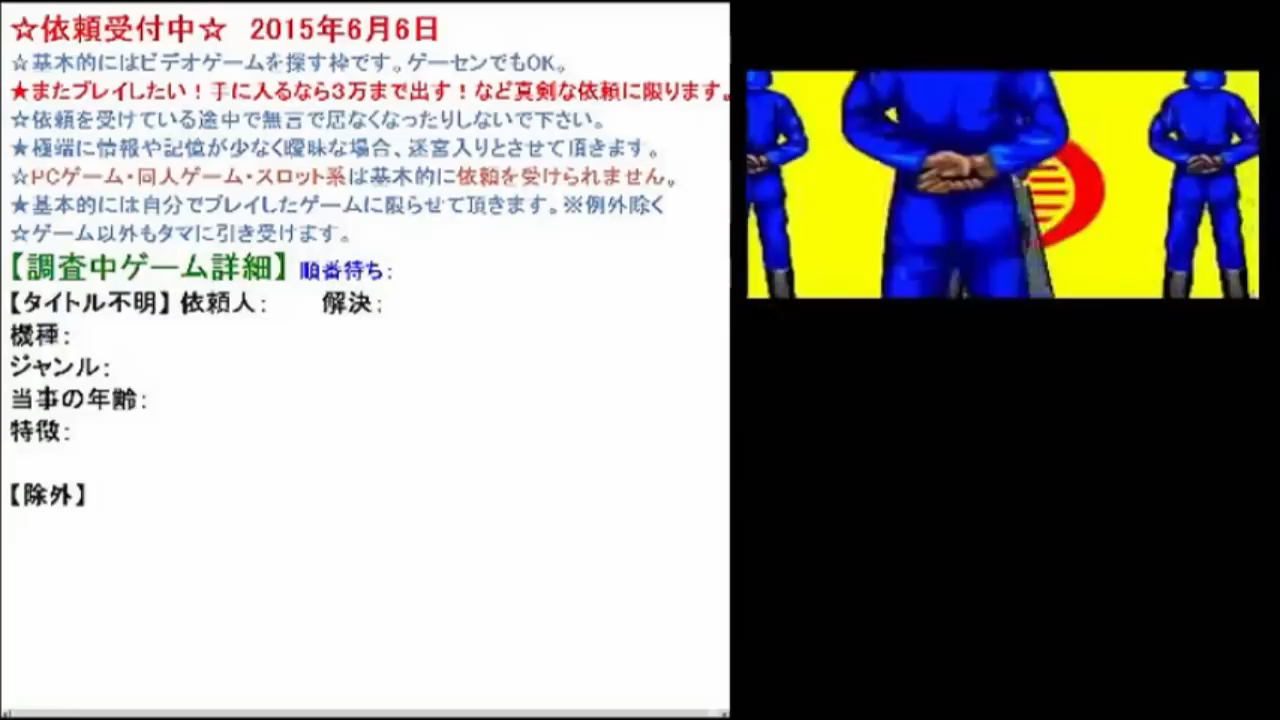 ☆依頼受付中☆ 2015年6月6日
☆基本的にはビデオゲームを探す枠です。ゲーセンでもOK。
★またプレイしたい！手に入るなら3万まで出す！など真剣な依頼に限ります。
☆依頼を受けている途中で無言で居なくなったりしないで下さい。
★極端に情報や記憶が少なく曖昧な場合、迷宮入りとさせて頂きます。
☆PCゲーム・同人ゲーム・スロット系は基本的に依頼を受けられません。
★基本的には自分でプレイしたゲームに限らせて頂きます。※例外除く
☆ゲーム以外もタマに引き受けます。
【調査中ゲーム詳細】 順番待ち：
【タイトル不明】 依頼人： 解決：
機種：
ジャンル：
当事の年齢：
特徴：
【除外】